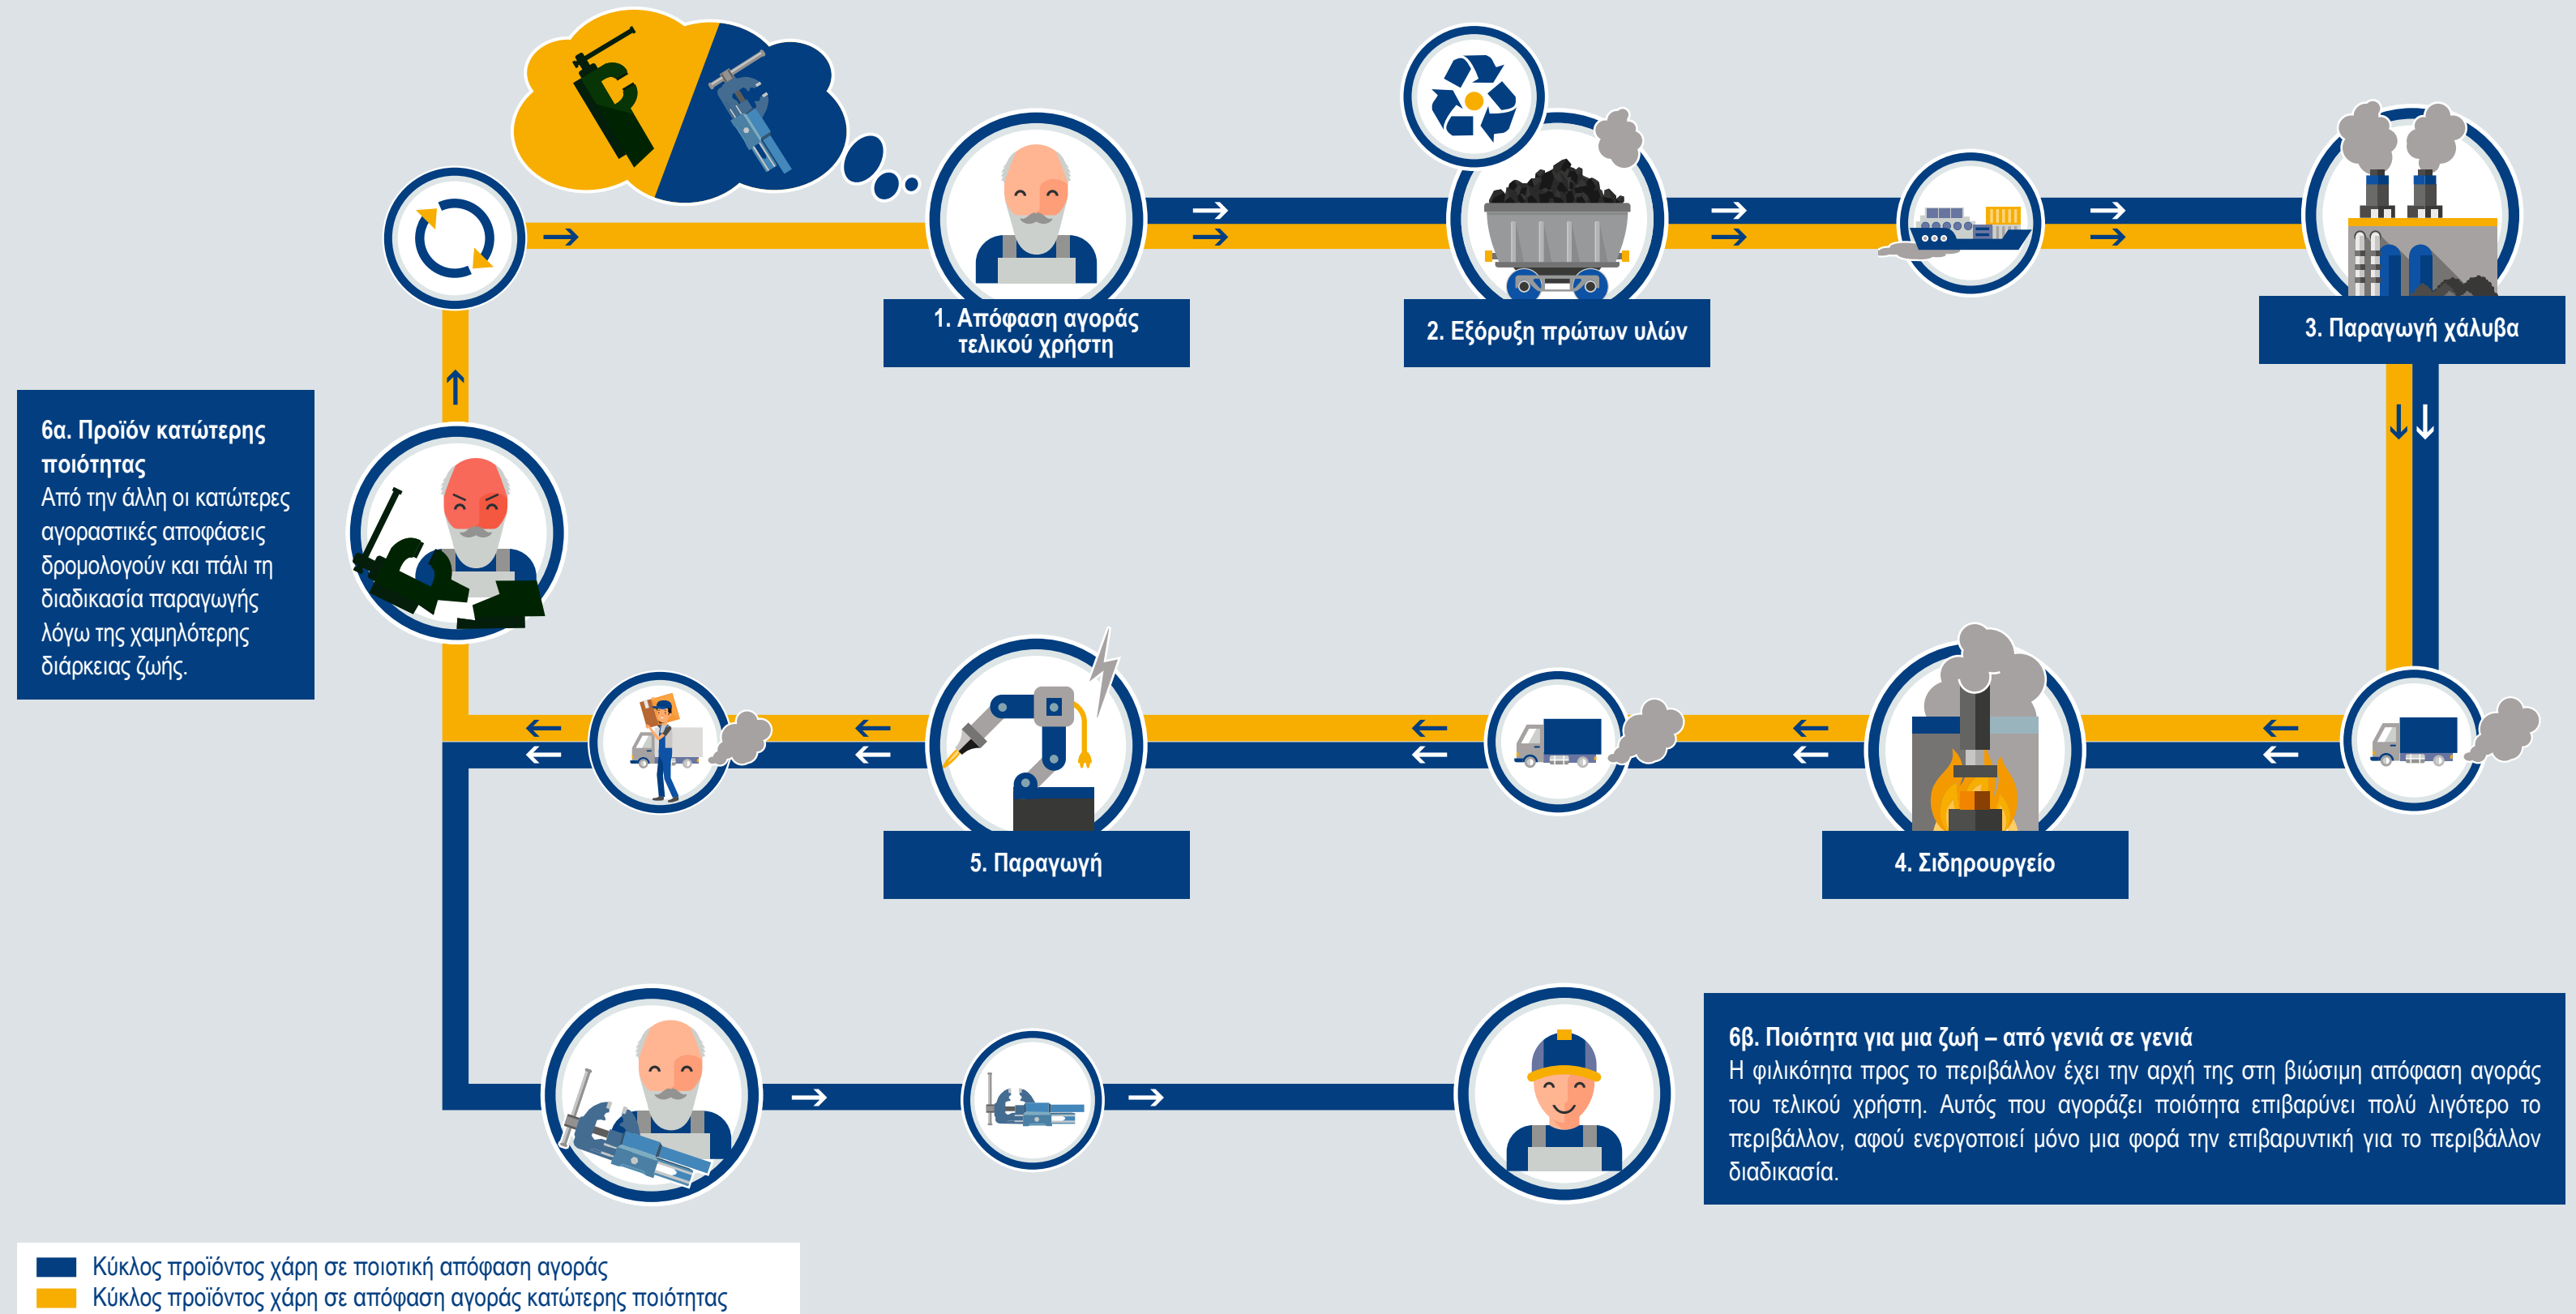 1. Απόφαση αγοράς
τελικού χρήστη
2. Εξόρυξη πρώτων υλών
3. Παραγωγή χάλυβα
6α. Προϊόν κατώτερης
ποιότητας
Από την άλλη οι κατώτερες
αγοραστικές αποφάσεις
δρομολογούν και πάλι τη
διαδικασία παραγωγής
λόγω της χαμηλότερης
διάρκειας ζωής.
5. Παραγωγή
4. Σιδηρουργείο
6β. Ποιότητα για μια ζωή – από γενιά σε γενιά
Η φιλικότητα προς το περιβάλλον έχει την αρχή της στη βιώσιμη απόφαση αγοράς
του τελικού χρήστη. Αυτός που αγοράζει ποιότητα επιβαρύνει πολύ λιγότερο το
περιβάλλον, αφού ενεργοποιεί μόνο μια φορά την επιβαρυντική για το περιβάλλον
διαδικασία.
Κύκλος προϊόντος χάρη σε ποιοτική απόφαση αγοράς
Κύκλος προϊόντος χάρη σε απόφαση αγοράς κατώτερης ποιότητας